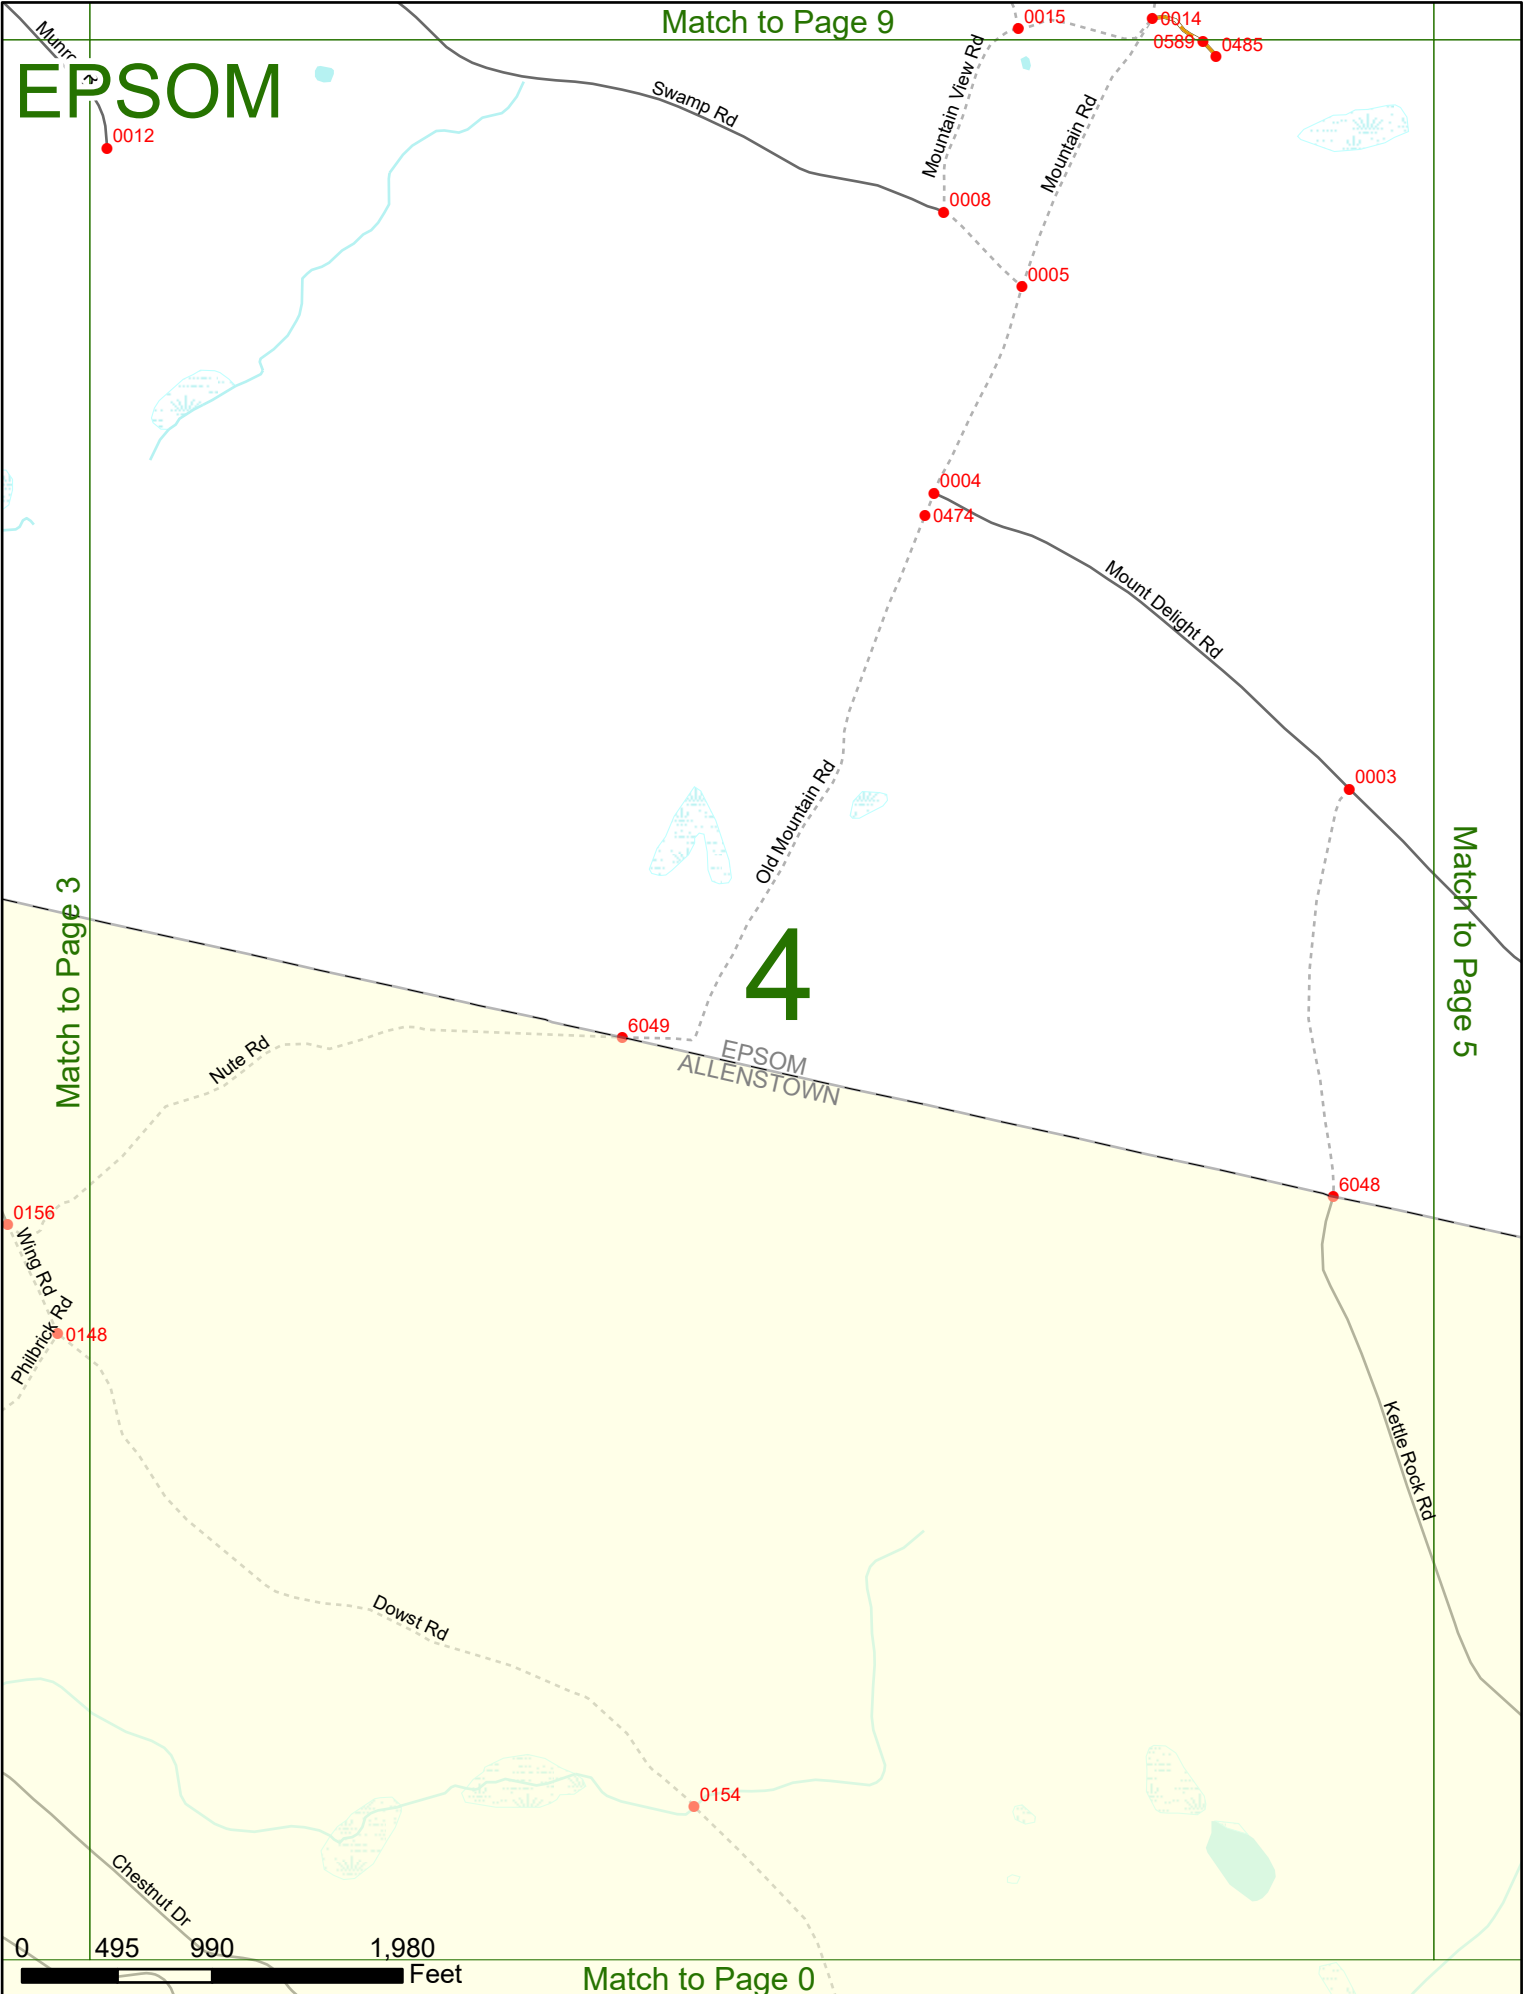 Match to Page 9
0015
0014
0589
0485
EPSOM
0012
Swamp Rd
Mountain View Rd
Mountain Rd
0008
0005
0004
0474
Mount Delight Rd
0003
Old Mountain Rd
Match to Page 3
Match to Page 5
4
6049
EPSOM
ALLENSTOWN
Nute Rd
6048
0156
Wing Rd
Philbrick Rd
0148
Kettle Rock Rd
Dowst Rd
0154
Chestnut Dr
0 495 990 1,980
Feet
Match to Page 0